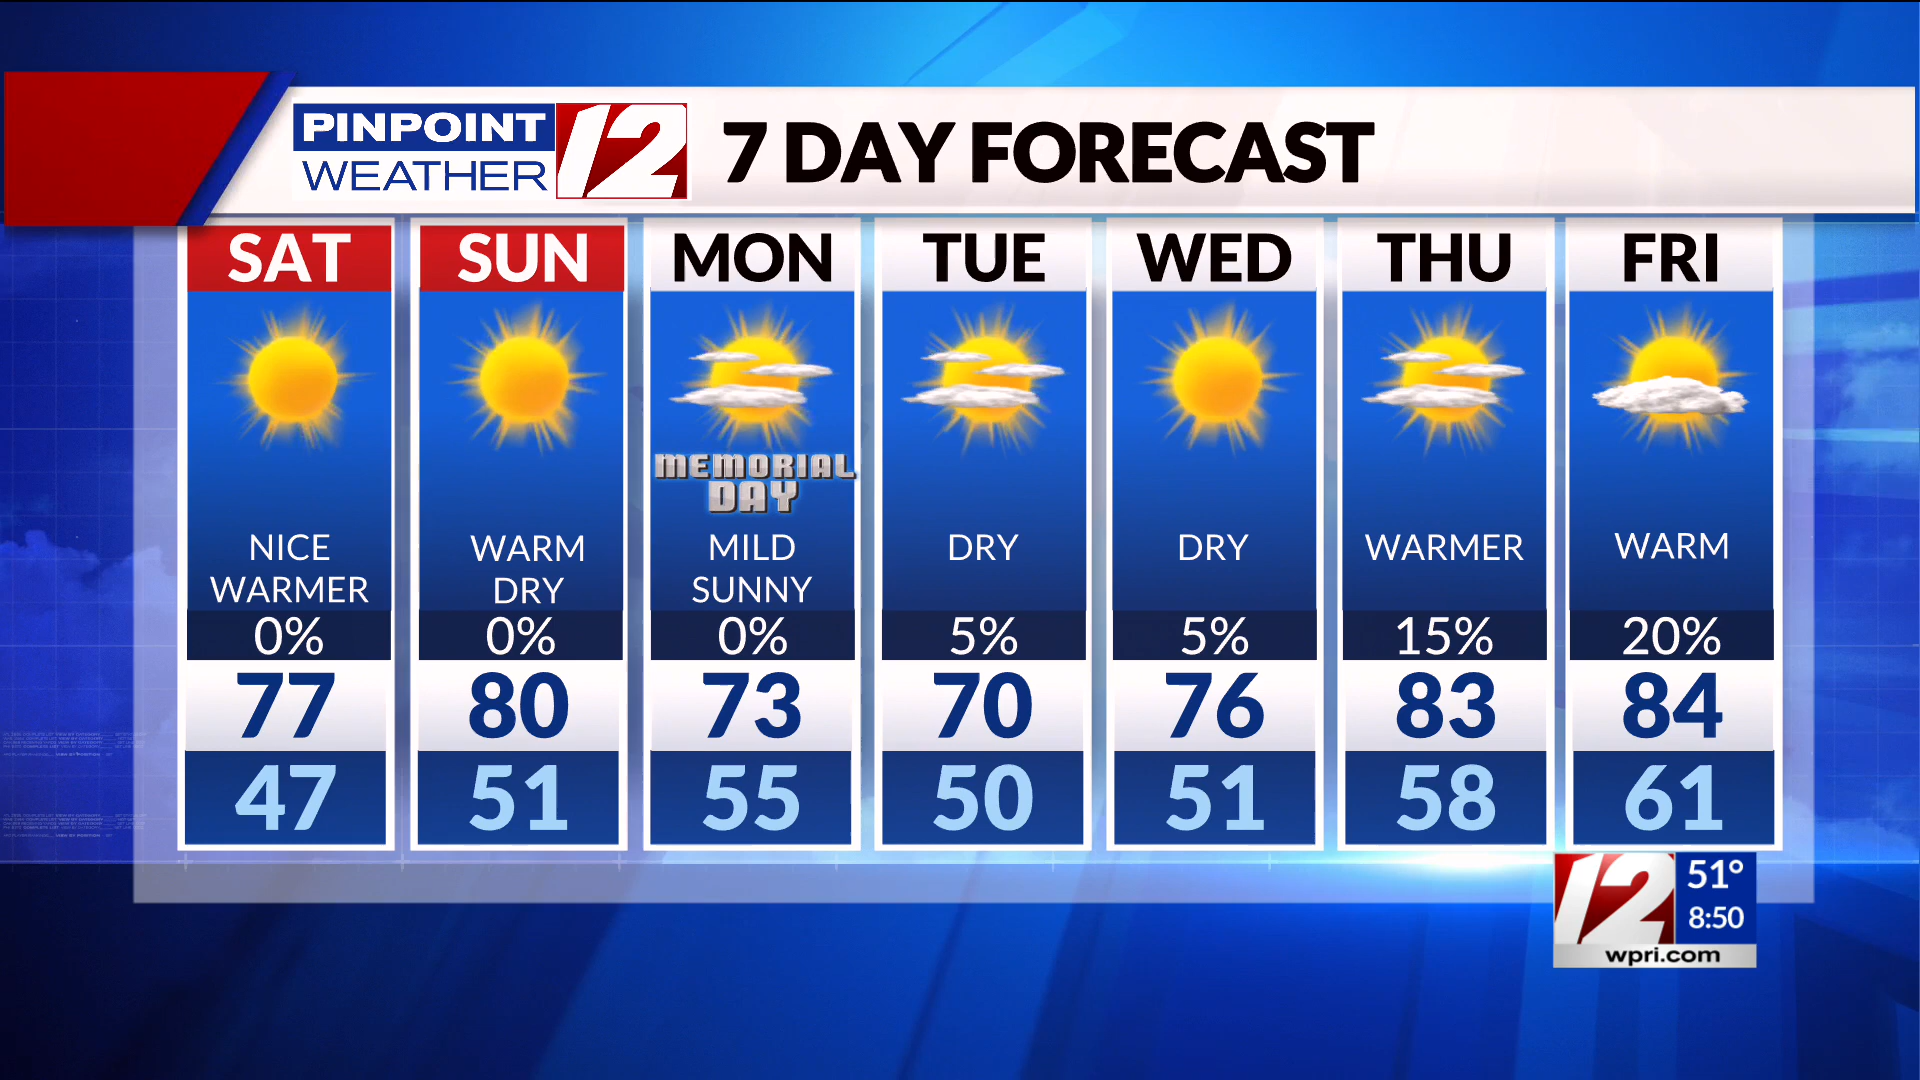 PINPOINT
WEATHER
12
7 DAY FORECAST
SAT SUN MON TUE WED THU FRI
MEMORIAL
DAY
NICE WARM MILD DRY DRY WARMER WARM
WARMER DRY SUNNY
0% 0% 0% 5% 5% 15% 20%
77 80 73 70 76 83 84
47 51 55 50 51 58 61
12
51°
8:50
wpri.com